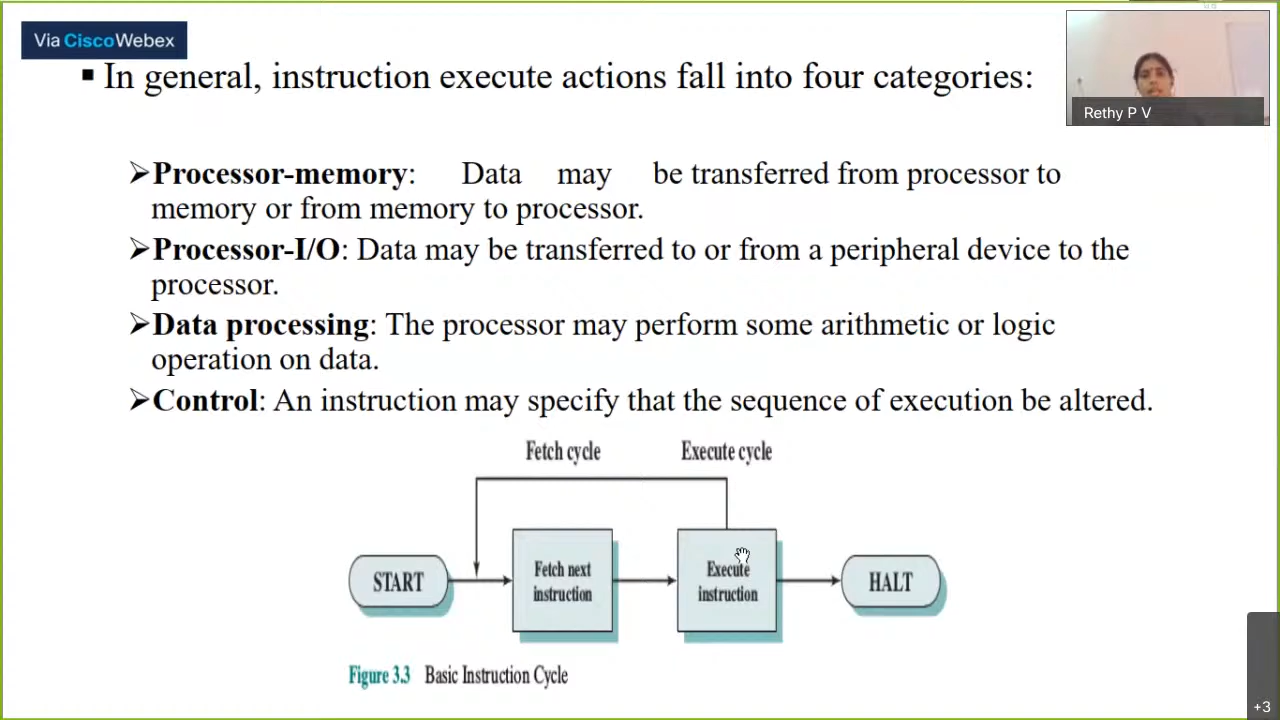 Via CiscoWebex
▪ In general, instruction execute actions fall into four categories:
Rethy P V
➢Processor-memory: Data may be transferred from processor to
memory or from memory to processor.
➢Processor-I/O: Data may be transferred to or from a peripheral device to the
processor.
➢Data processing: The processor may perform some arithmetic or logic
operation on data.
➢Control: An instruction may specify that the sequence of execution be altered.
Fetch cycle Execute cycle
START
Fetch next
instruction
Execute
instruction
HALT
Figure 3.3 Basic Instruction Cycle
+3